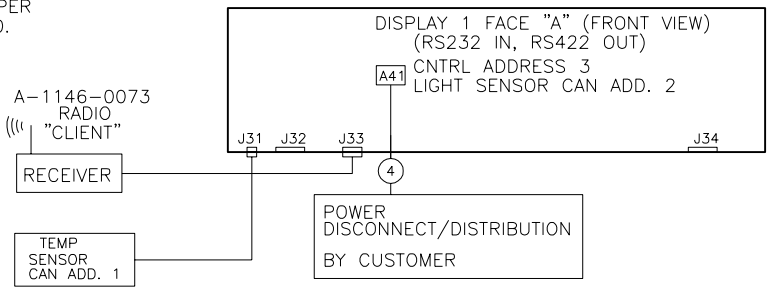 PER
DISPLAY 1 FACE "A" (FRONT VIEW)
(RS232 IN, RS422 OUT)
A41
CNTRL ADDRESS 3
LIGHT SENSOR CAN ADD. 2
A-1146-0073
RADIO
"CLIENT"
J31
J32
J33
J34
RECEIVER
4
POWER
DISCONNECT/DISTRIBUTION
BY CUSTOMER
TEMP
SENSOR
CAN ADD. 1